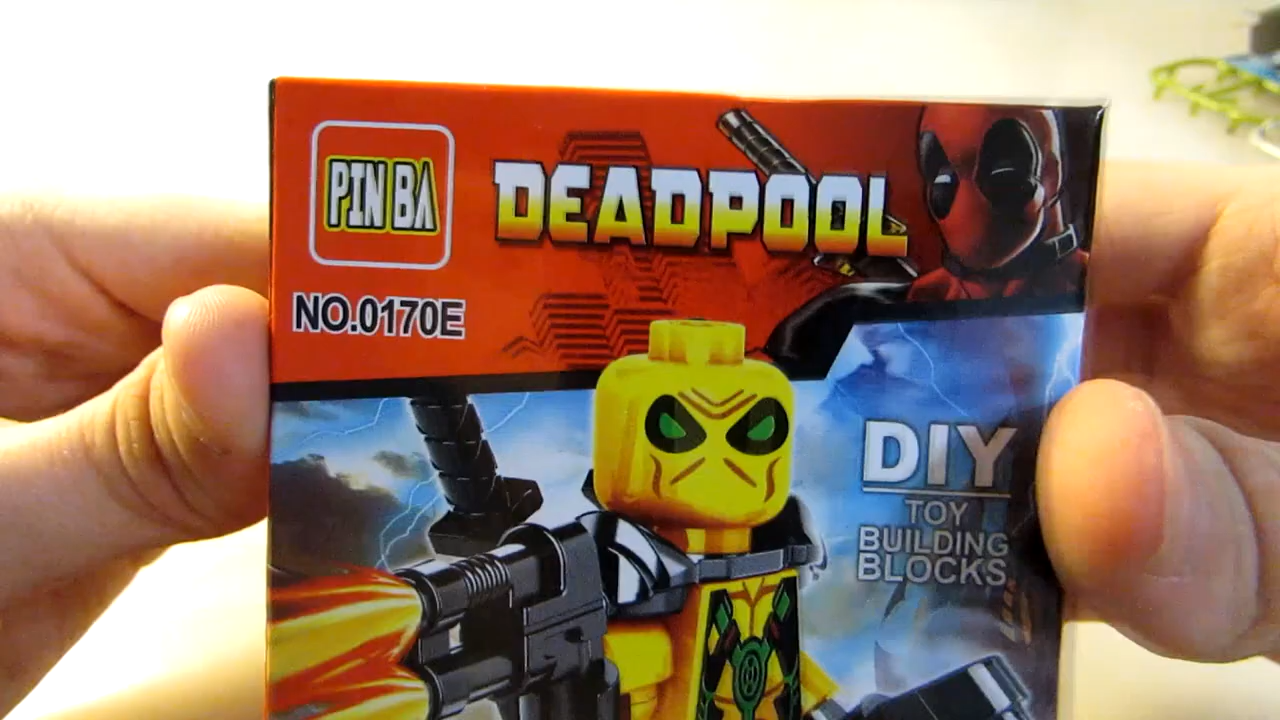 PIN BA
DEADPOOL
NO.0170E
DIY
TOY
BUILDING
BLOCKS